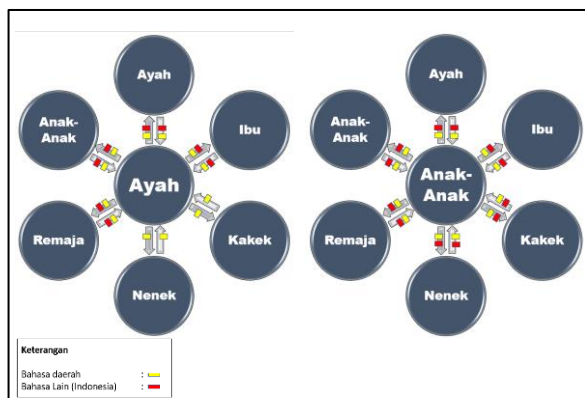 Ayah
Anak-
Anak
Ibu
Ayah
Remaja
Kakek
Nenek
Ayah
Anak-
Anak
Ibu
Anak-
Anak
Remaja
Kakek
Nenek
Keterangan
Bahasa daerah :
Bahasa Lain (Indonesia) :